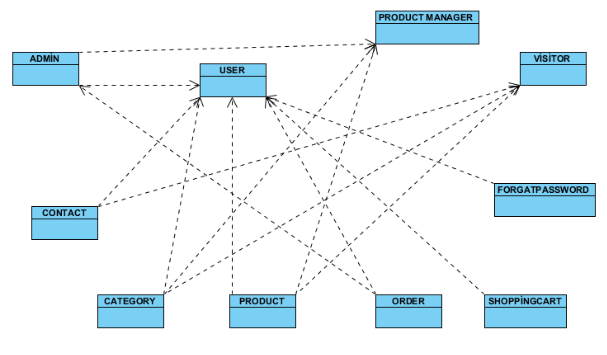 PRODUCT MANAGER
ADMİN
VİSİTOR
USER
FORGATPASSWORD
CONTACT
CATEGORY
PRODUCT
ORDER
SHOPPİNGCART